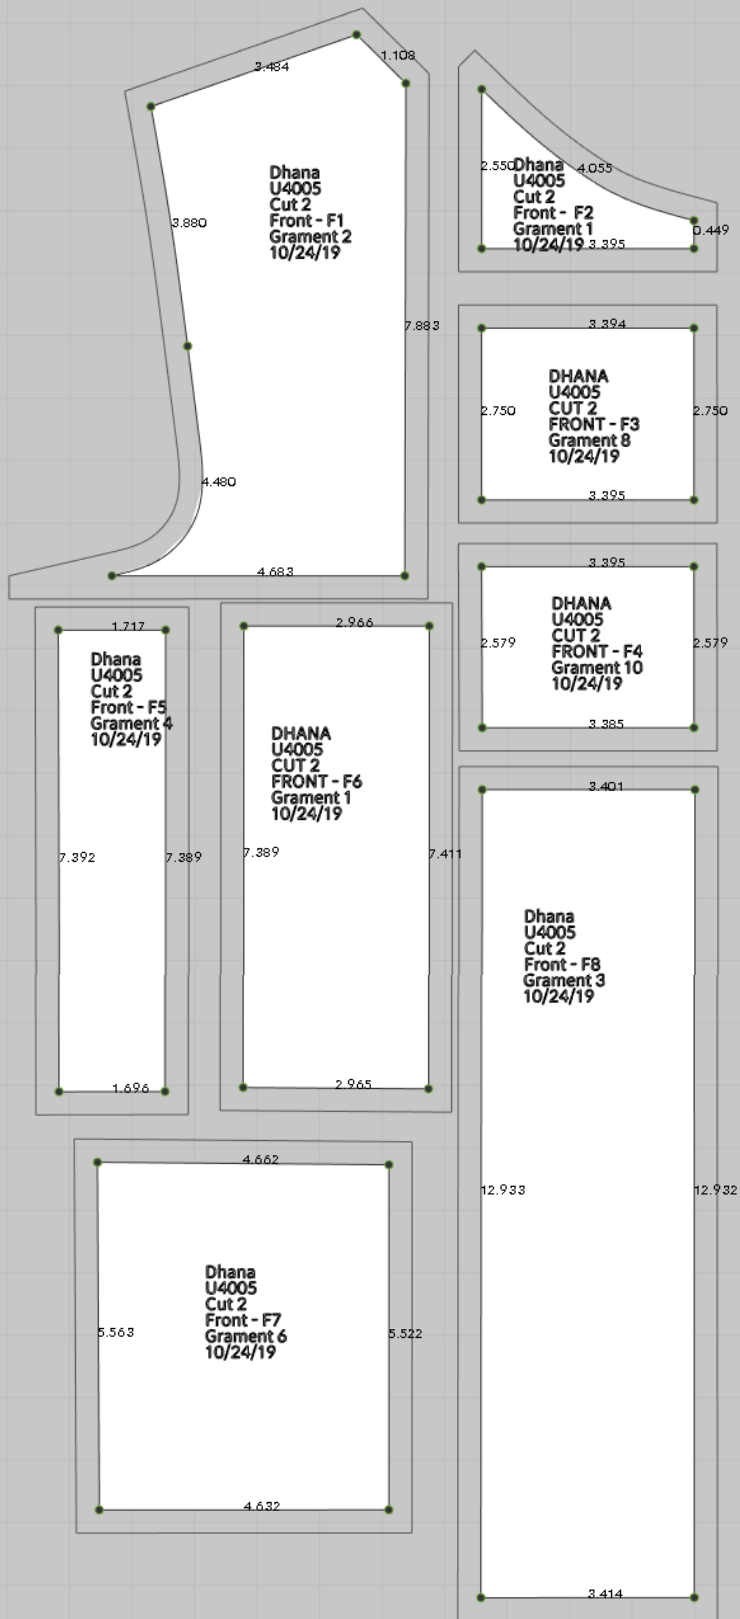 3.484
1.108
3.880
Dhana
U4005
Cut 2
Front - F1
Grament 2
10/24/19
7.883
4.480
4.683
2.550
4.055
Dhana
U4005
Cut 2
Front - F2
Grament 1
10/24/19
0.449
3.395
3.394
2.750
DHANA
U4005
CUT 2
FRONT - F3
Grament 8
10/24/19
2.750
3.395
3.395
2.579
DHANA
U4005
CUT 2
FRONT - F4
Grament 10
10/24/19
2.579
3.385
1.717
Dhana
U4005
Cut 2
Front - F5
Grament 4
10/24/19
7.392
7.389
1.696
2.966
DHANA
U4005
CUT 2
FRONT - F6
Grament 1
10/24/19
7.389
7.411
2.965
3.401
Dhana
U4005
Cut 2
Front - F8
Grament 3
10/24/19
12.933
12.932
3.414
4.662
Dhana
U4005
Cut 2
Front - F7
Grament 6
10/24/19
5.563
5.522
4.632